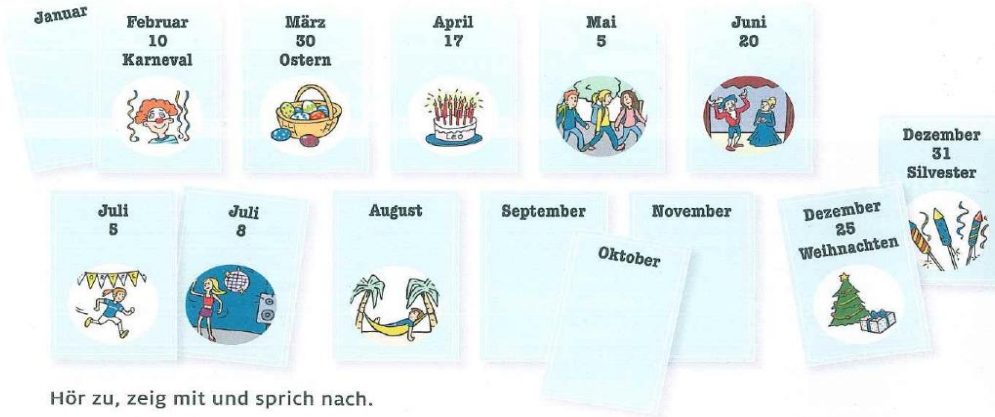 Januar
Februar
10
Karneval
März
30
Ostern
April
17
Mai
5
Juni
20
Dezember
31
Silvester
Juli
5
Juli
8
August
September
Oktober
November
Dezember
25
Weihnachten
Hör zu, zeig mit und sprich nach.